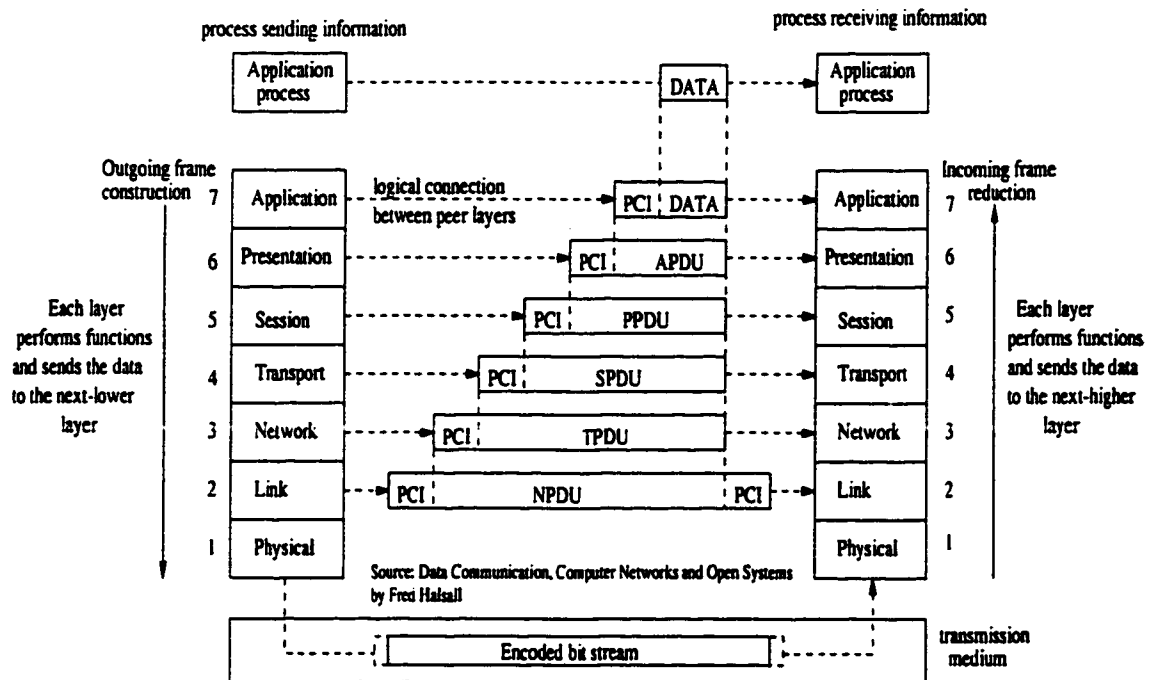 process sending information
process receiving information
Application
process
DATA
Application
process
Outgoing frame
construction
Incoming frame
reduction
7 Application
logical connection
between peer layers
PCI DATA
Application 7
6 Presentation
PCI APDU
Presentation 6
5 Session
PCI PPDU
Session 5
4 Transport
PCI SPDU
Transport 4
3 Network
PCI TPDU
Network 3
2 Link
PCI NPDU PCI
Link 2
1 Physical
Physical 1
Each layer
performs functions
and sends the data
to the next-lower
layer
Each layer
performs functions
and sends the data
to the next-higher
layer
Source: Data Communication, Computer Networks and Open Systems
by Fred Halsall
Encoded bit stream
transmission
medium